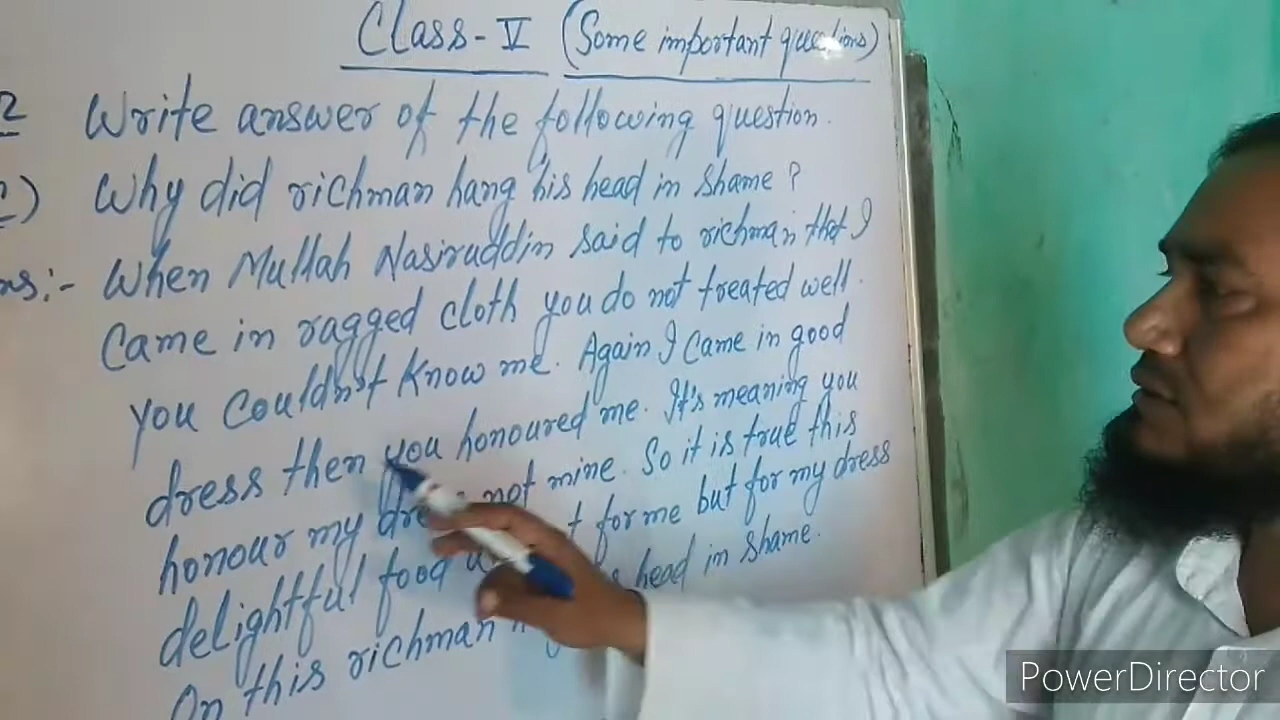 Class - V (Some important questions)
2 Write answer of the following question.
c) Why did richman hang his head in shame?
ns:- When Mullah Nasiruddin said to richman that I
Came in ragged cloth you do not treated well.
you couldn't know me. Again I came in good
dress then you honoured me. It's meaning you
honour my not mine. So it is true this
delightful food for me but for my dress
On this richman head in shame.
PowerDirector